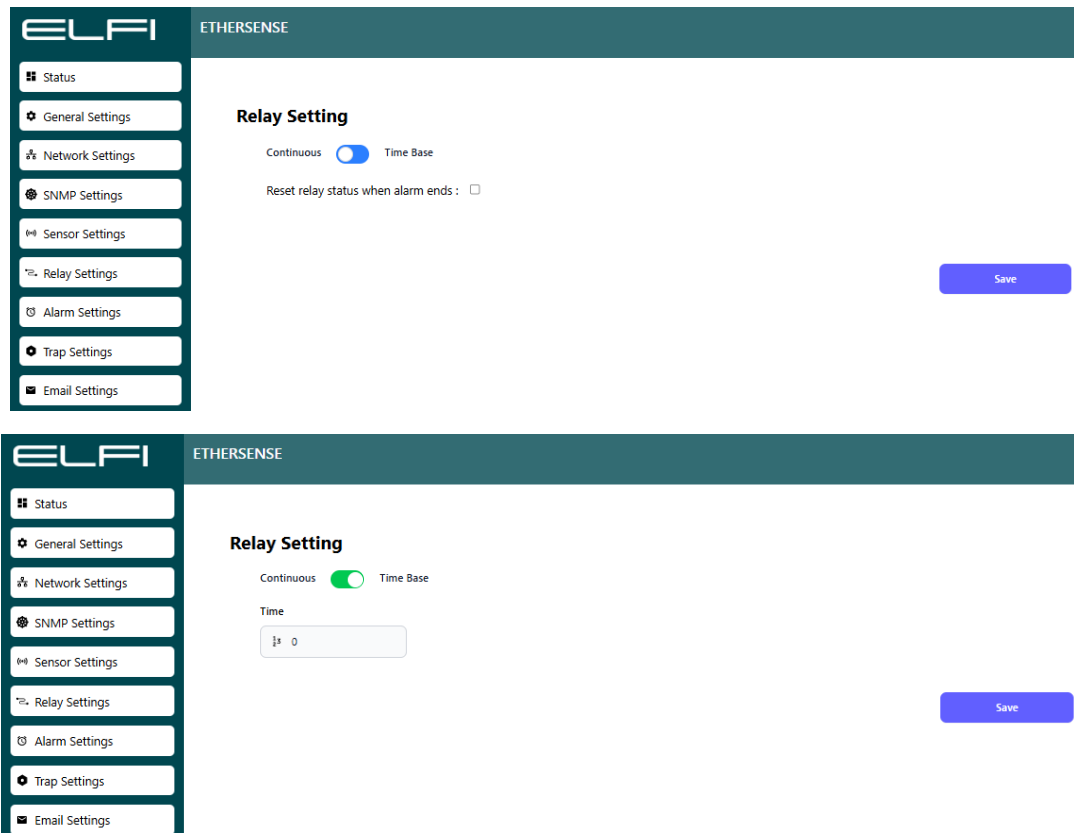 ELFI
ETHERSENSE
Status
General Settings
Network Settings
SNMP Settings
Sensor Settings
Relay Settings
Alarm Settings
Trap Settings
Email Settings
Relay Setting
Continuous Time Base
Reset relay status when alarm ends :
Save
ELFI
ETHERSENSE
Status
General Settings
Network Settings
SNMP Settings
Sensor Settings
Relay Settings
Alarm Settings
Trap Settings
Email Settings
Relay Setting
Continuous Time Base
Time
0
Save